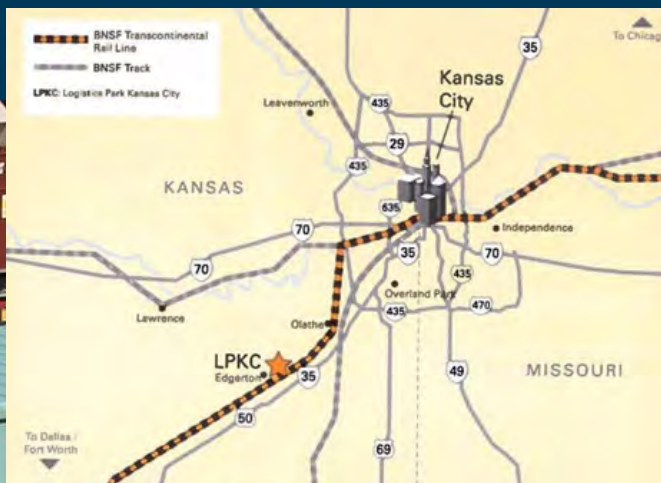 BNSF Transcontinental
Rail Line
BNSF Track
LPKC: Logistics Park Kansas City
To Chicag
35
Kansas
City
Leavenworth
435
29
435
KANSAS
635
Independence
70
70
35
70
435
Overland Park
Lawrence
Olathe
435
470
LPKC
Edgerton
35
49
MISSOURI
50
To Dallas /
Fort Worth
69